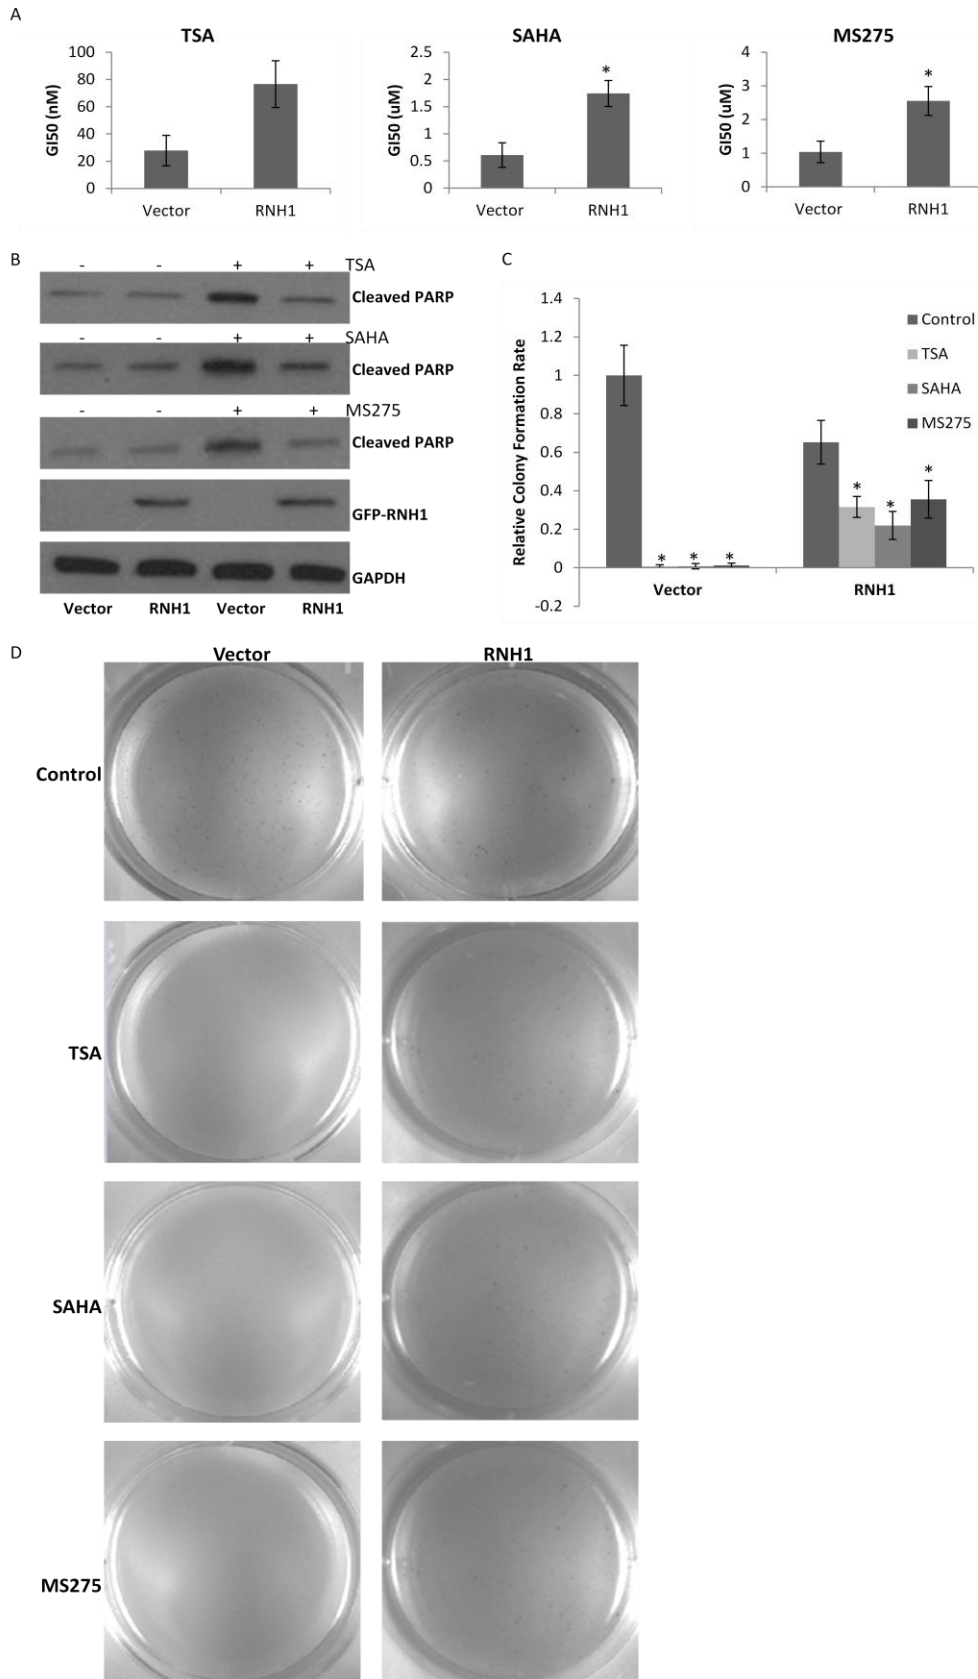 A
TSA
GI50 (nM)
100
80
60
40
20
0
Vector RNH1
SAHA
GI50 (uM)
2.5
2
1.5
1
0.5
0
*
Vector RNH1
MS275
GI50 (uM)
4
3
2
1
0
*
Vector RNH1
B
- - + + TSA
Cleaved PARP
- - + + SAHA
Cleaved PARP
- - + + MS275
Cleaved PARP
GFP-RNH1
GAPDH
Vector RNH1 Vector RNH1
C
Relative Colony Formation Rate
1.4
1.2
1
0.8
0.6
0.4
0.2
0
-0.2
* * *
* * *
Vector RNH1
Control
TSA
SAHA
MS275
D
Vector RNH1
Control
TSA
SAHA
MS275